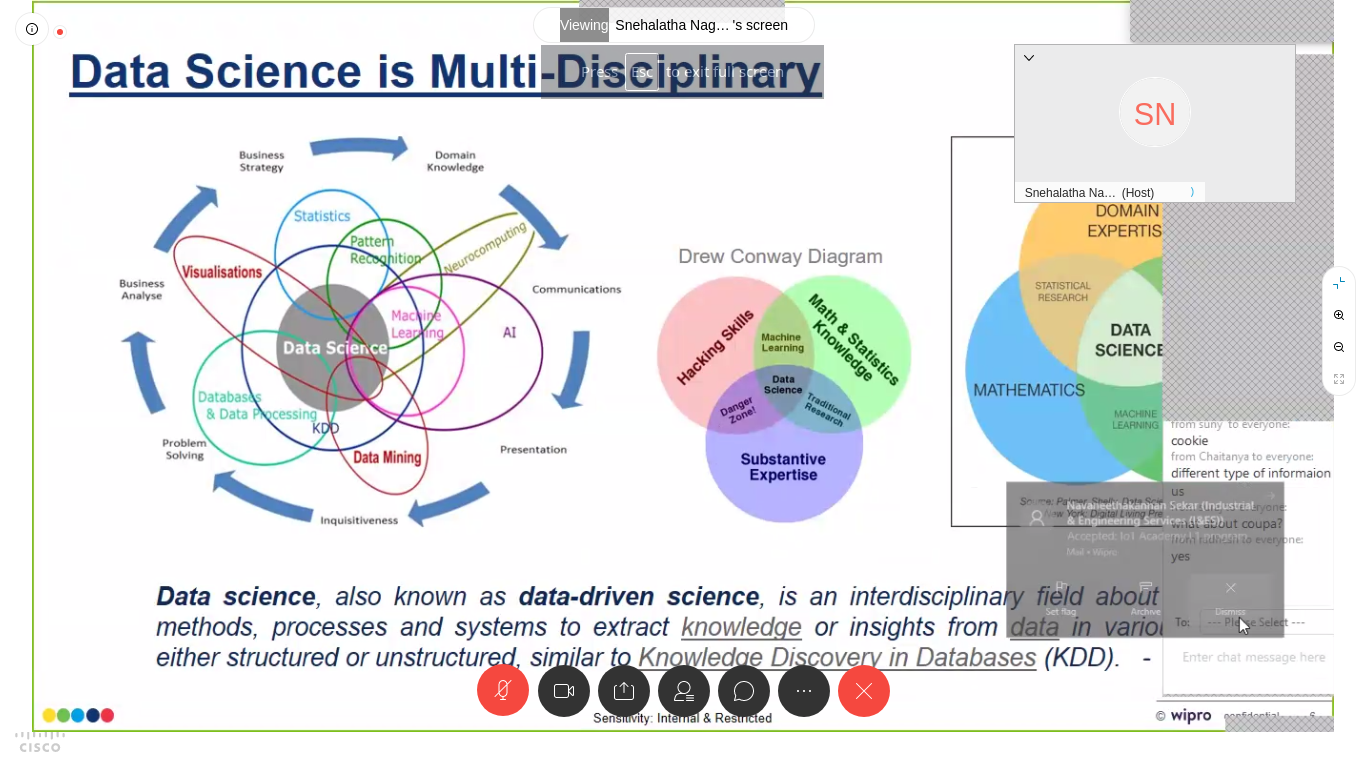 Viewing Snehalatha Nag… 's screen
Data Science is Multi-Disciplinary
Press Esc to exit full screen
SN
Snehalatha Na… (Host)
Business
Strategy
Domain
Knowledge
Statistics
Pattern
Recognition
Neurocomputing
Visualisations
Business
Analyse
Communications
Machine
Learning
AI
Data Science
Databases
& Data Processing
KDD
Data Mining
Problem
Solving
Presentation
Inquisitiveness
Drew Conway Diagram
Hacking Skills
Math & Statistics
Knowledge
Machine
Learning
Data
Science
Danger
Zone!
Traditional
Research
Substantive
Expertise
DOMAIN
EXPERTIS
STATISTICAL
RESEARCH
DATA
SCIENCE
MATHEMATICS
MACHINE
LEARNING
Source: Palmer, Shelly. Data Scie
New York: Digital Living Pre
from suny to everyone:
cookie
from Chaitanya to everyone:
different type of informaion
us
what about coupa?
yes
Navaneethakannan Sekar (Industrial
& Engineering Services (I&ES))
Accepted: IoT Academy L1 program
Mail • Wipro
Set flag
Archive
Dismiss
To: --- Please Select ---
Enter chat message here
Data science, also known as data-driven science, is an interdisciplinary field about
methods, processes and systems to extract knowledge or insights from data in variou
either structured or unstructured, similar to Knowledge Discovery in Databases (KDD). -
Sensitivity: Internal & Restricted
© wipro confidential 6
CISCO